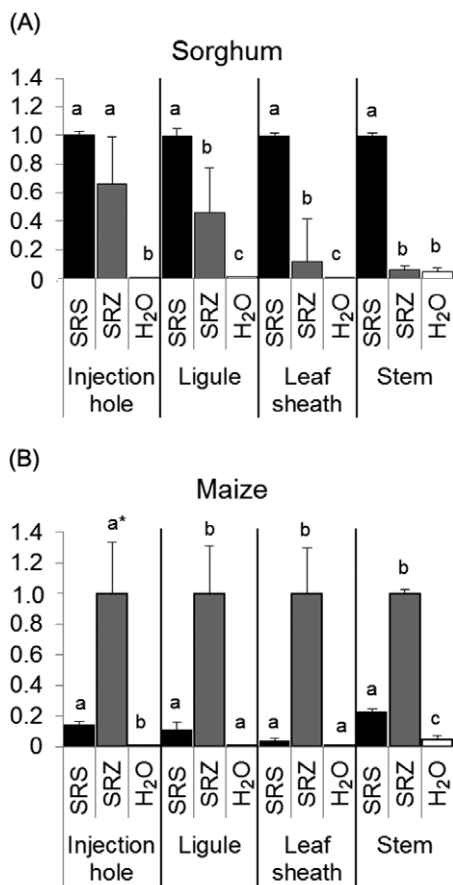 (A)
Sorghum
1.4
1.2
1.0
0.8
0.6
0.4
0.2
0
a a b a b c a b c a b b
SRS SRZ H₂O SRS SRZ H₂O SRS SRZ H₂O SRS SRZ H₂O
Injection hole Ligule Leaf sheath Stem
(B)
Maize
1.4
1.2
1.0
0.8
0.6
0.4
0.2
0
a a* b a b a a b a a b c
SRS SRZ H₂O SRS SRZ H₂O SRS SRZ H₂O SRS SRZ H₂O
Injection hole Ligule Leaf sheath Stem